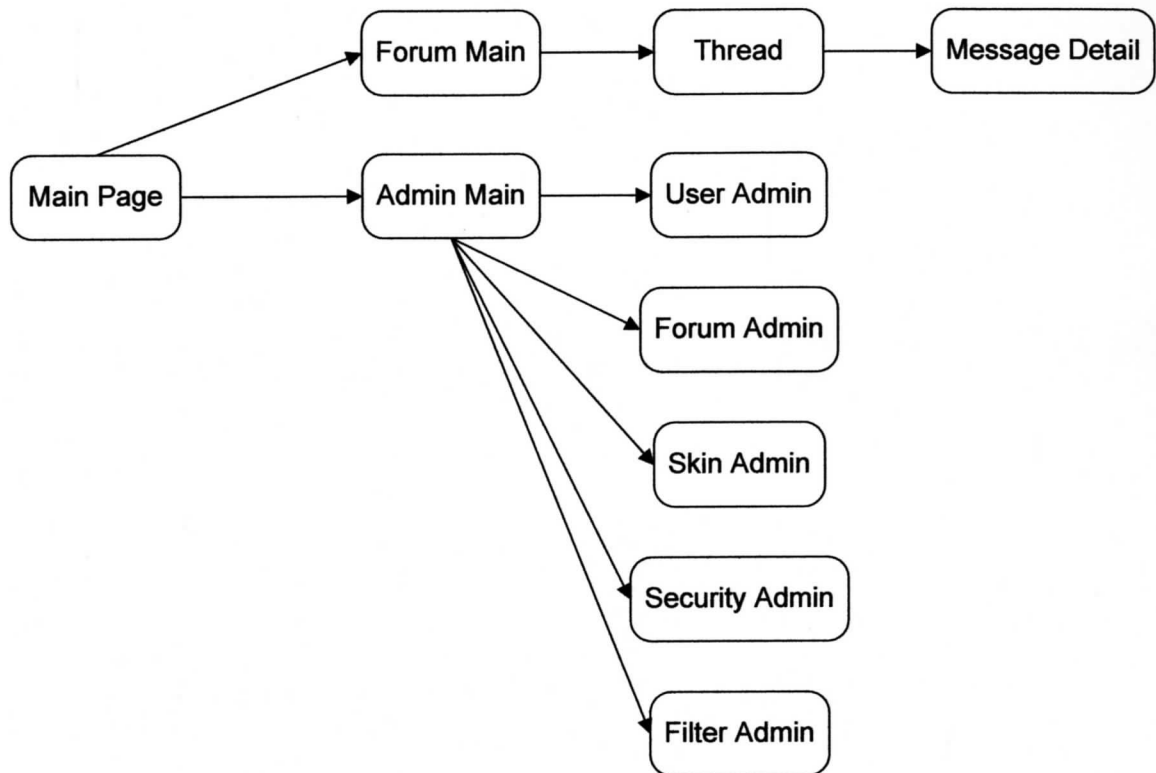 Forum Main
Thread
Message Detail
Main Page
Admin Main
User Admin
Forum Admin
Skin Admin
Security Admin
Filter Admin